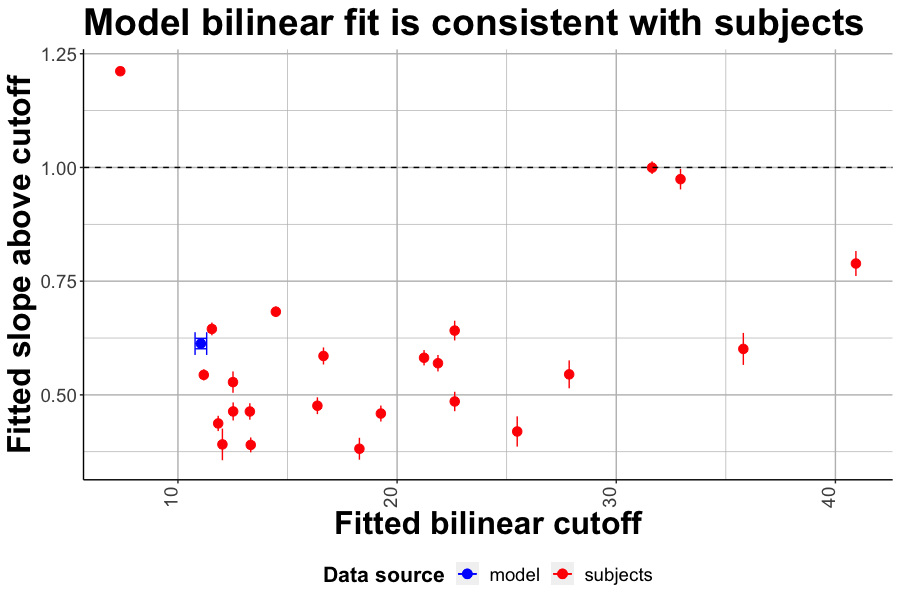 Model bilinear fit is consistent with subjects
Fitted slope above cutoff
1.25
1.00
0.75
0.50
10
20
30
40
Fitted bilinear cutoff
Data source model subjects